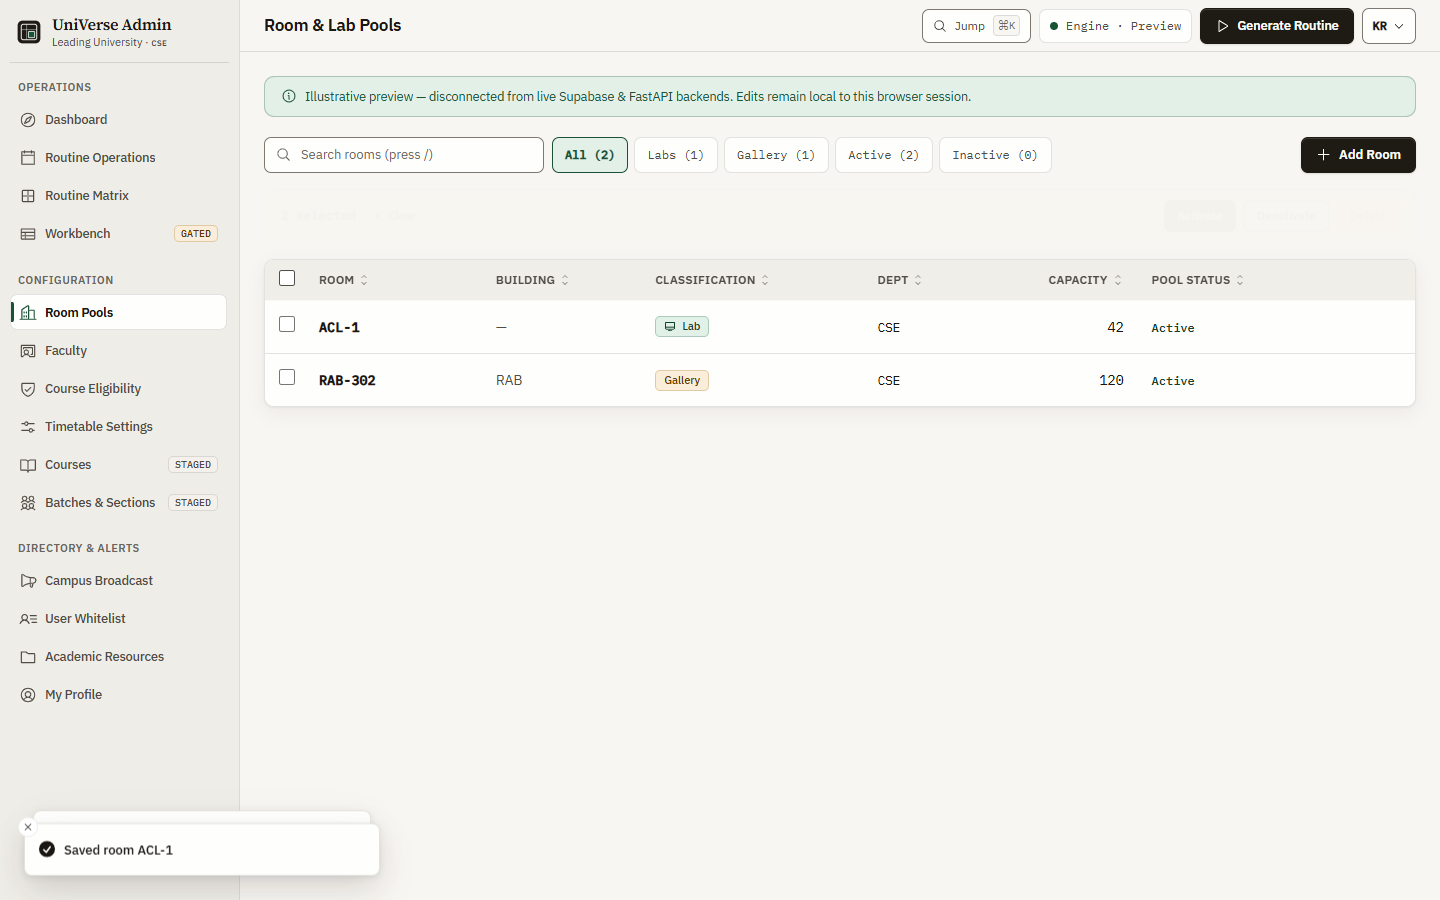 UniVerse Admin
Leading University · CSE
OPERATIONS
Dashboard
Routine Operations
Routine Matrix
Workbench GATED
CONFIGURATION
Room Pools
Faculty
Course Eligibility
Timetable Settings
Courses STAGED
Batches & Sections STAGED
DIRECTORY & ALERTS
Campus Broadcast
User Whitelist
Academic Resources
My Profile
Room & Lab Pools
Jump ⌘K
Engine · Preview
Generate Routine
KR
Illustrative preview — disconnected from live Supabase & FastAPI backends. Edits remain local to this browser session.
Search rooms (press /)
All (2)
Labs (1)
Gallery (1)
Active (2)
Inactive (0)
Add Room
ROOM BUILDING CLASSIFICATION DEPT CAPACITY POOL STATUS
ACL-1 — Lab CSE 42 Active
RAB-302 RAB Gallery CSE 120 Active
Saved room ACL-1